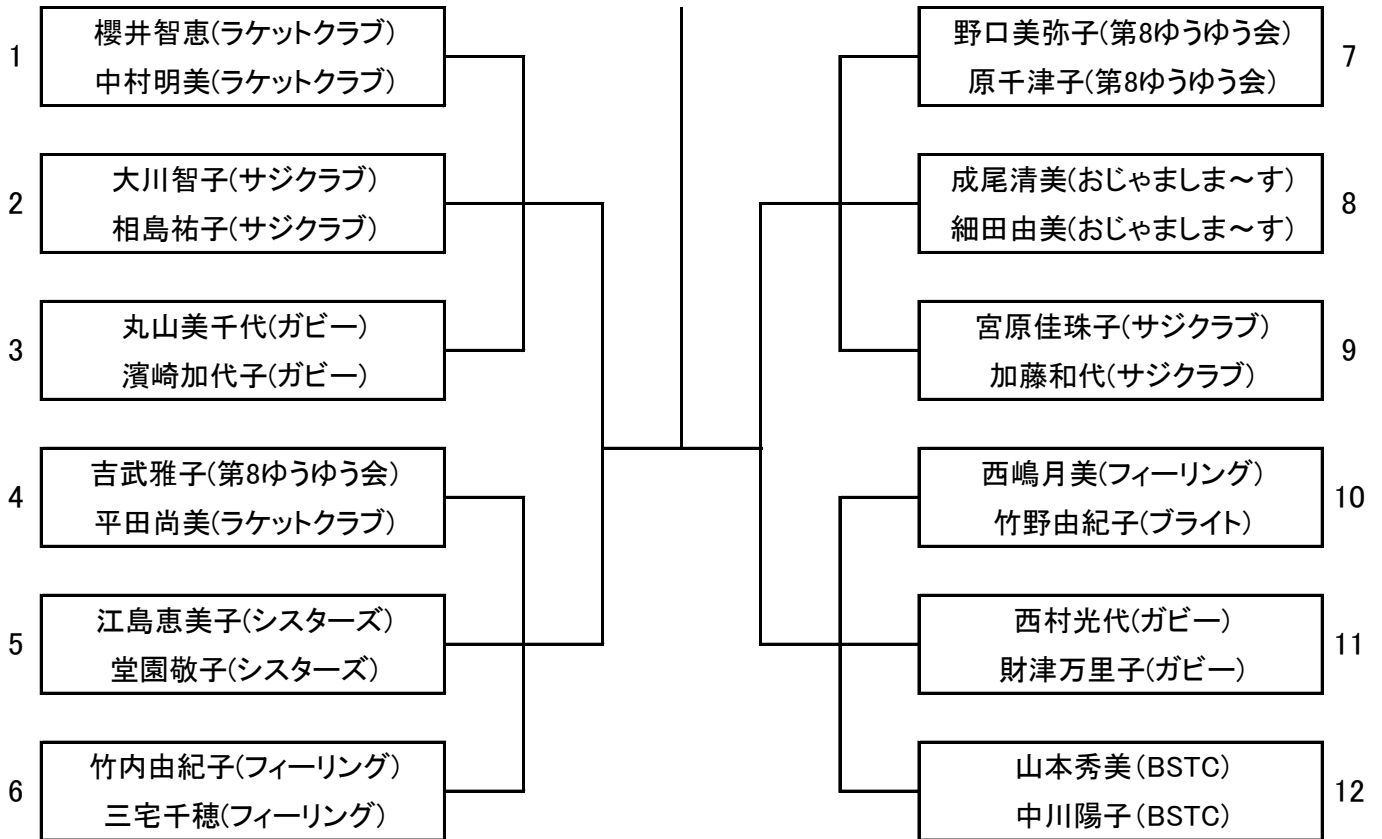 1
櫻井智恵(ラケットクラブ)
中村明美(ラケットクラブ)
2
大川智子(サジクラブ)
相島祐子(サジクラブ)
3
丸山美千代(ガビー)
濱崎加代子(ガビー)
4
吉武雅子(第8ゆうゆう会)
平田尚美(ラケットクラブ)
5
江島恵美子(シスターズ)
堂園敬子(シスターズ)
6
竹内由紀子(フィーリング)
三宅千穂(フィーリング)
野口美弥子(第8ゆうゆう会)
原千津子(第8ゆうゆう会)
7
成尾清美(おじゃましま～す)
細田由美(おじゃましま～す)
8
宮原佳珠子(サジクラブ)
加藤和代(サジクラブ)
9
西嶋月美(フィーリング)
竹野由紀子(ブライト)
10
西村光代(ガビー)
財津万里子(ガビー)
11
山本秀美(BSTC)
中川陽子(BSTC)
12